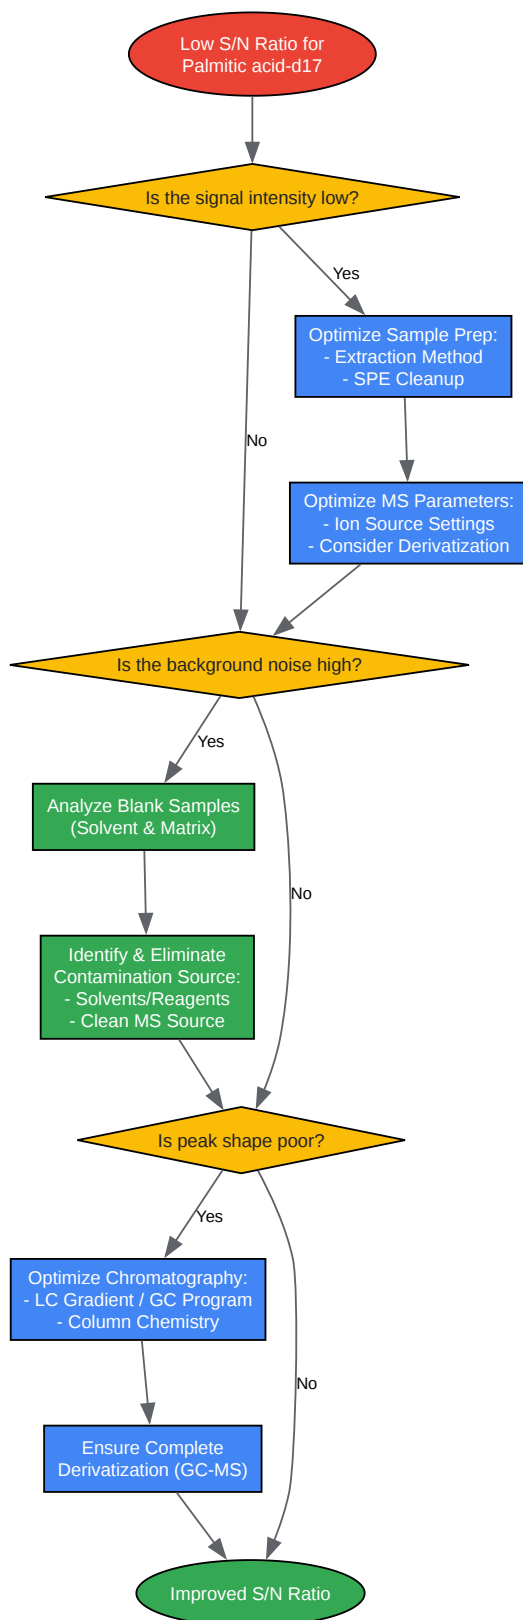 Low S/N Ratio for
Palmitic acid-d17
Is the signal intensity low?
Yes
Optimize Sample Prep:
- Extraction Method
- SPE Cleanup
No
Optimize MS Parameters:
- Ion Source Settings
- Consider Derivatization
Is the background noise high?
Yes
Analyze Blank Samples
(Solvent & Matrix)
No
Identify & Eliminate
Contamination Source:
- Solvents/Reagents
- Clean MS Source
Is peak shape poor?
Yes
Optimize Chromatography:
- LC Gradient / GC Program
- Column Chemistry
No
Ensure Complete
Derivatization (GC-MS)
Improved S/N Ratio